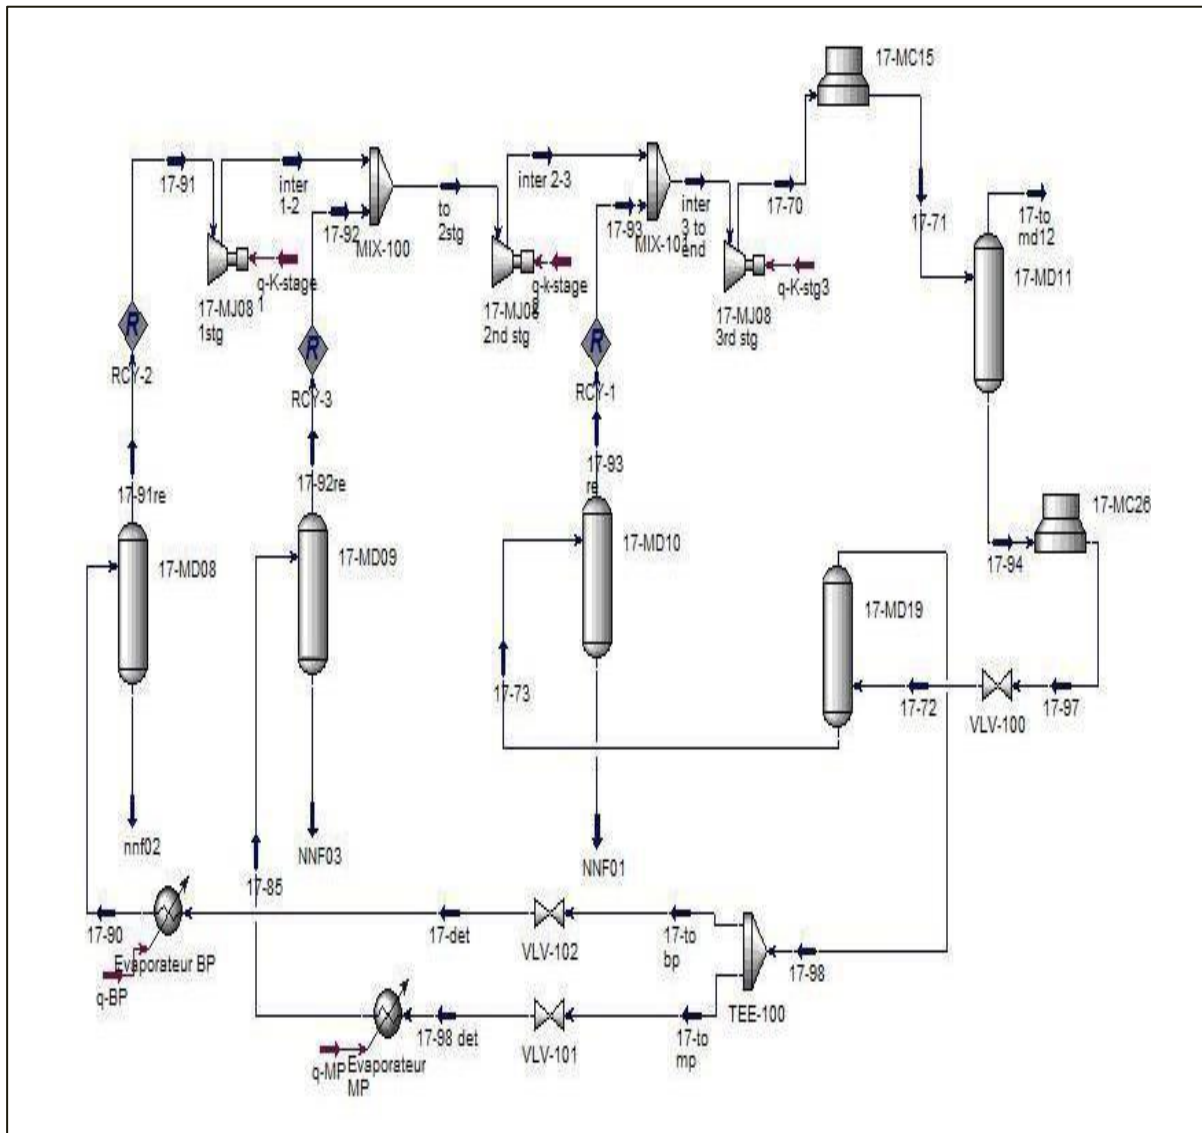 17-MC15
17-91
inter
1-2
17-92
to
2stg
inter 2-3
17-93
inter
3 to
end
17-70
17-71
17-to
md12
MIX-100
MIX-101
17-MD11
q-K-stage
1
17-MJ08
1stg
q-k-stage
17-MJ08
2nd stg
q-K-stg3
17-MJ08
3rd stg
R
R
R
RCY-2
RCY-3
RCY-1
17-91re
17-92re
17-93
re
17-MC26
17-94
17-MD08
17-MD09
17-MD10
17-MD19
17-73
17-72
VLV-100
17-97
nnf02
NNF03
NNF01
17-85
17-90
Evaporateur BP
q-BP
17-det
VLV-102
17-to
bp
17-98
TEE-100
17-98 det
VLV-101
17-to
mp
q-MP
Evaporateur
MP